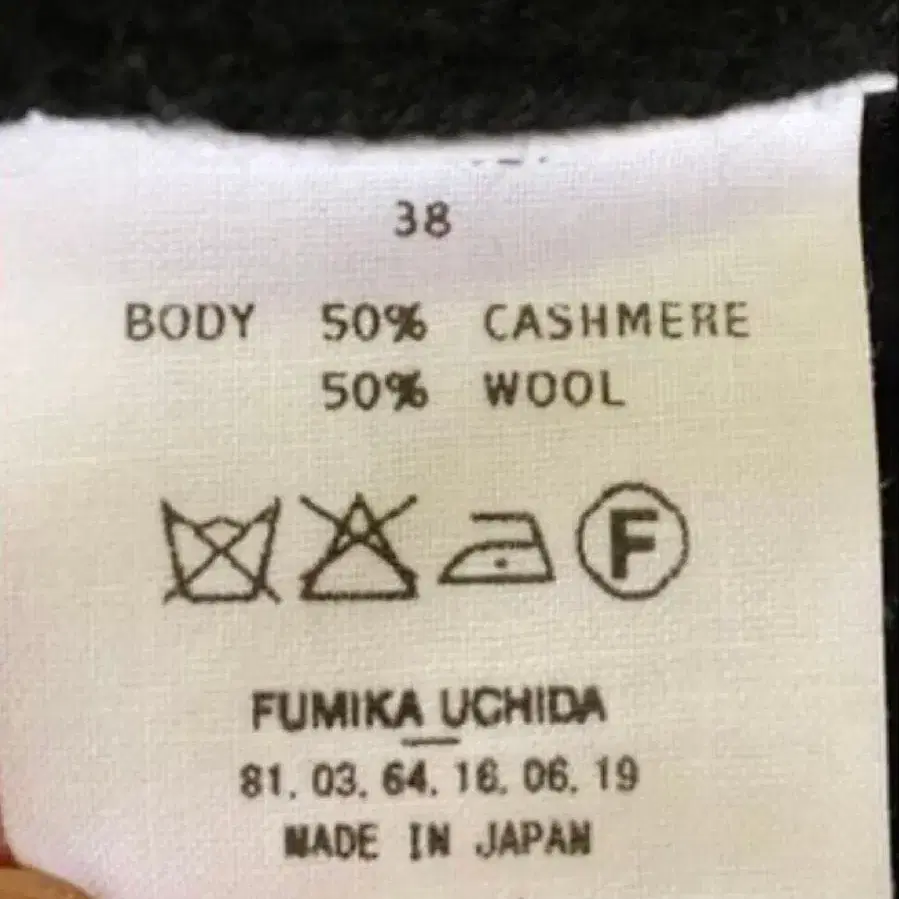 38
BODY 50% CASHMERE
50% WOOL
F
FUMIKA UCHIDA
81. 03. 64. 16. 06. 19
MADE IN JAPAN